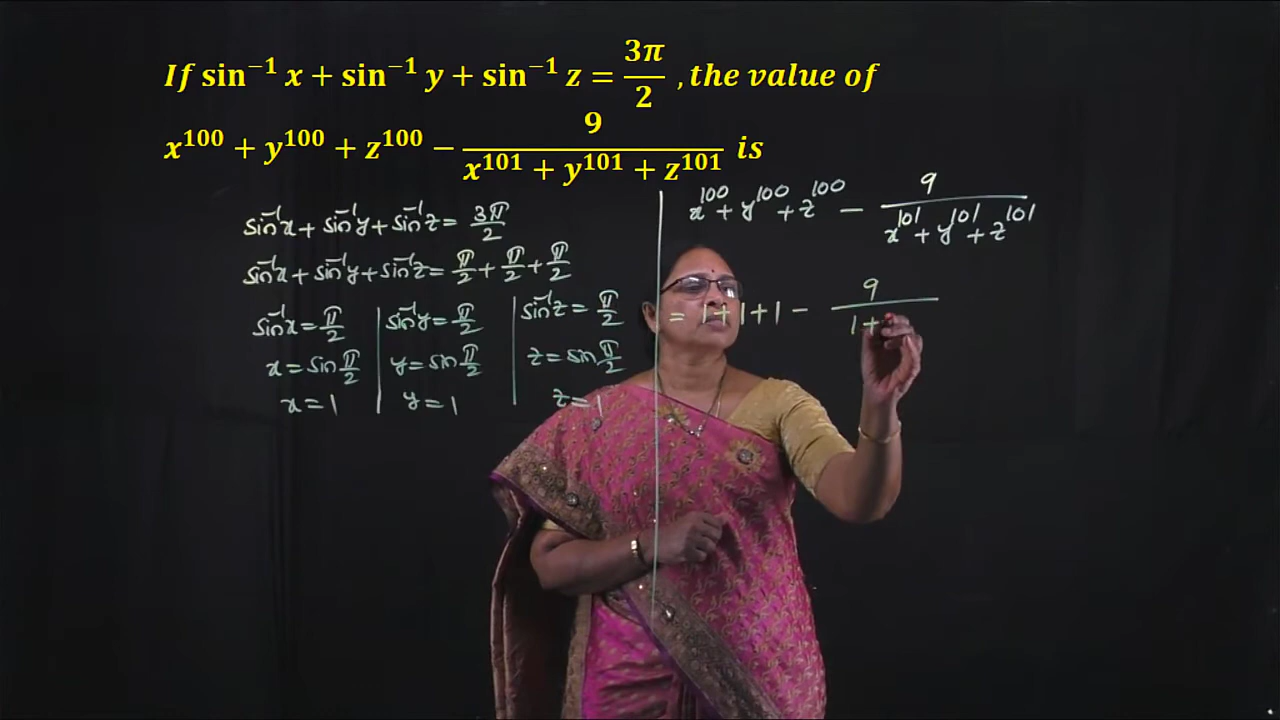 If sin⁻¹ x + sin⁻¹ y + sin⁻¹ z = 3π/2 , the value of
x¹⁰⁰ + y¹⁰⁰ + z¹⁰⁰ − 9/(x¹⁰¹ + y¹⁰¹ + z¹⁰¹) is
sin⁻¹x + sin⁻¹y + sin⁻¹z = 3π/2
sin⁻¹x + sin⁻¹y + sin⁻¹z = π/2 + π/2 + π/2
sin⁻¹x = π/2 | sin⁻¹y = π/2 | sin⁻¹z = π/2
x = sin π/2 | y = sin π/2 | z = sin π/2
x = 1 | y = 1 | z = 1
x¹⁰⁰ + y¹⁰⁰ + z¹⁰⁰ − 9/(x¹⁰¹ + y¹⁰¹ + z¹⁰¹)
= 1 + 1 + 1 − 9/(1 +